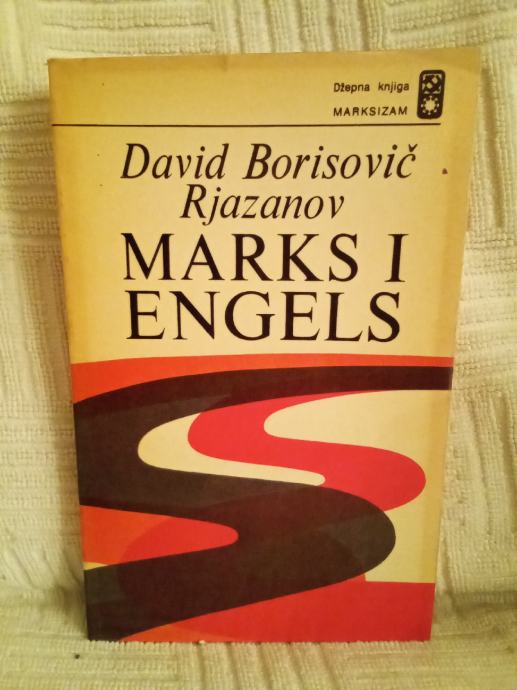 Džepna knjiga
MARKSIZAM
David Borisovič
Rjazanov
MARKS I
ENGELS